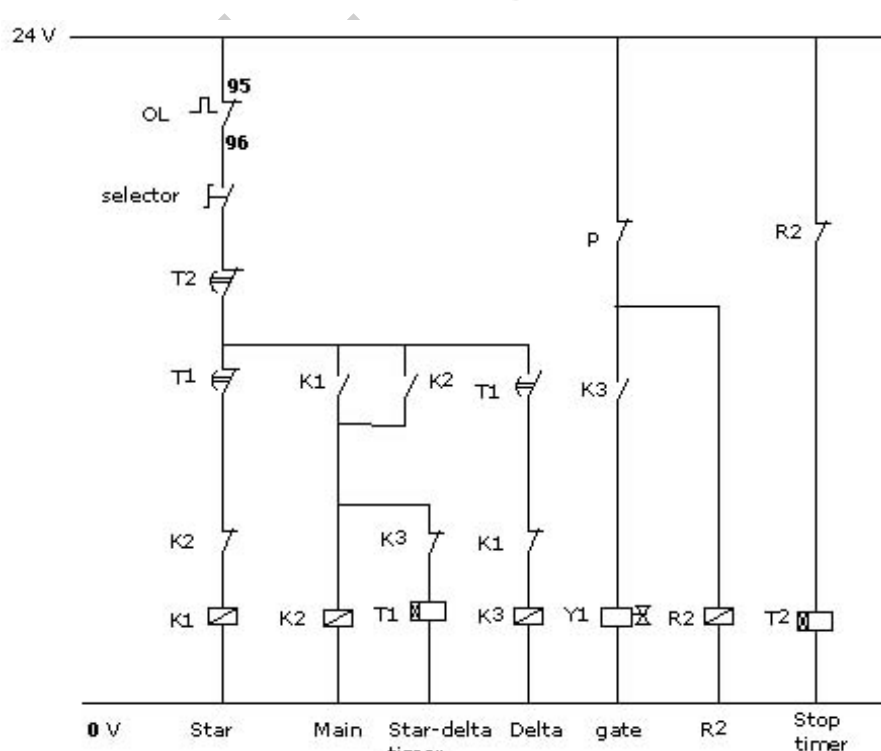 24 V
95
OL
96
selector
T2
P
R2
T1
K1
K2
T1
K3
K2
K3
K1
K1
K2
T1
K3
Y1
R2
T2
0 V
Star
Main
Star-delta
Delta
gate
R2
Stop
timer
timer